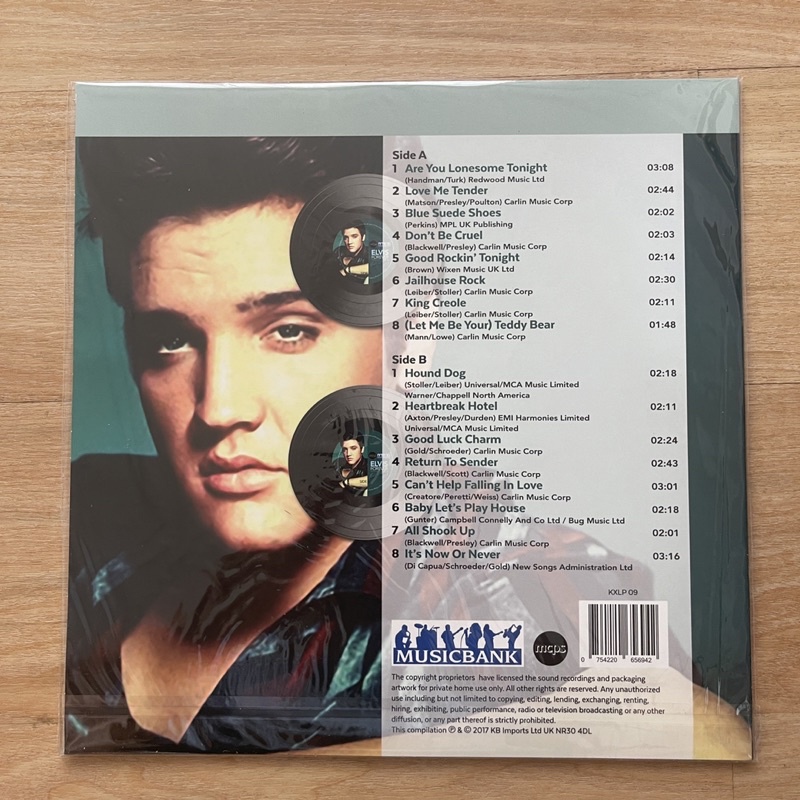 Side A
1 Are You Lonesome Tonight 03:08
(Handman/Turk) Redwood Music Ltd
2 Love Me Tender 02:44
(Matson/Presley/Poulton) Carlin Music Corp
3 Blue Suede Shoes 02:02
(Perkins) MPL UK Publishing
4 Don't Be Cruel 02:03
(Blackwell/Presley) Carlin Music Corp
5 Good Rockin' Tonight 02:14
(Brown) Wixen Music UK Ltd
6 Jailhouse Rock 02:30
(Leiber/Stoller) Carlin Music Corp
7 King Creole 02:11
(Leiber/Stoller) Carlin Music Corp
8 (Let Me Be Your) Teddy Bear 01:48
(Mann/Lowe) Carlin Music Corp
Side B
1 Hound Dog 02:18
(Stoller/Leiber) Universal/MCA Music Limited
Warner/Chappell North America
2 Heartbreak Hotel 02:11
(Axton/Presley/Durden) EMI Harmonies Limited
Universal/MCA Music Limited
3 Good Luck Charm 02:24
(Gold/Schroeder) Carlin Music Corp
4 Return To Sender 02:43
(Blackwell/Scott) Carlin Music Corp
5 Can't Help Falling In Love 03:01
(Creatore/Peretti/Weiss) Carlin Music Corp
6 Baby Let's Play House 02:18
(Gunter) Campbell Connelly And Co Ltd / Bug Music Ltd
7 All Shook Up 02:01
(Blackwell/Presley) Carlin Music Corp
8 It's Now Or Never 03:16
(Di Capua/Schroeder/Gold) New Songs Administration Ltd
ELVIS
ELVIS
KXLP 09
MUSICBANK
mcps
0 754220 656942
The copyright proprietors have licensed the sound recordings and packaging
artwork for private home use only. All other rights are reserved. Any unauthorized
use including but not limited to copying, editing, lending, exchanging, renting,
hiring, exhibiting, public performance, radio or television broadcasting or any other
diffusion, or any part thereof is strictly prohibited.
This compilation ℗ & © 2017 KB Imports Ltd UK NR30 4DL